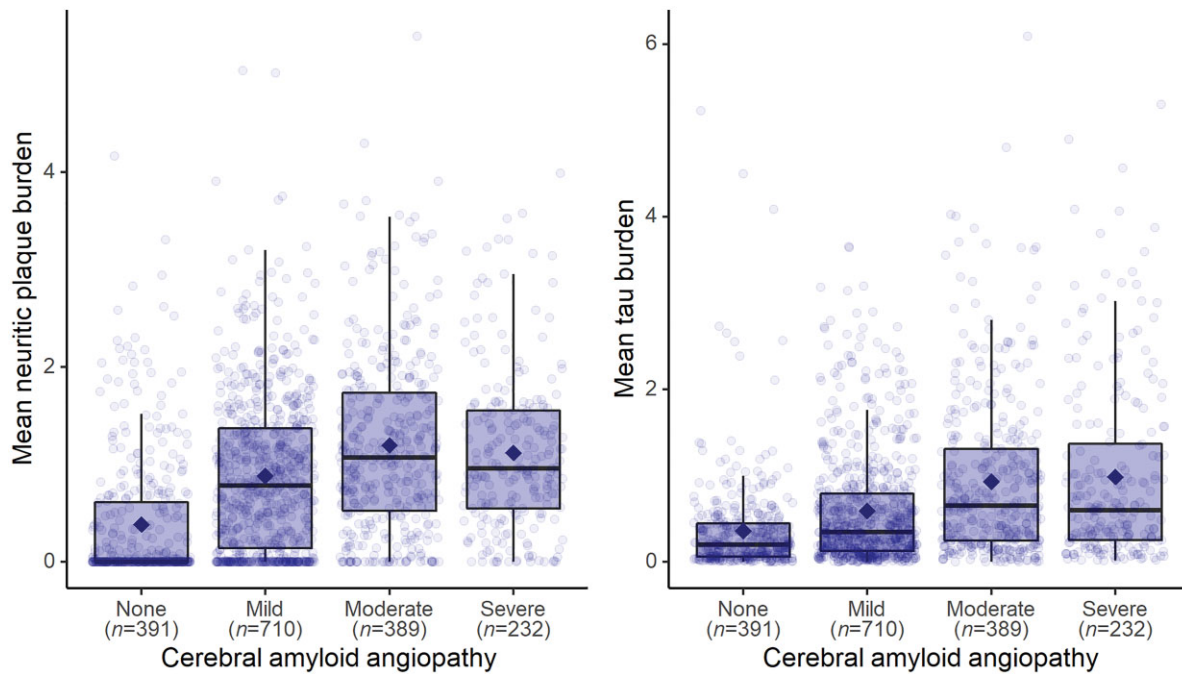 Mean neuritic plaque burden
4
2
0
None
(n=391)
Mild
(n=710)
Moderate
(n=389)
Severe
(n=232)
Cerebral amyloid angiopathy
Mean tau burden
6
4
2
0
None
(n=391)
Mild
(n=710)
Moderate
(n=389)
Severe
(n=232)
Cerebral amyloid angiopathy